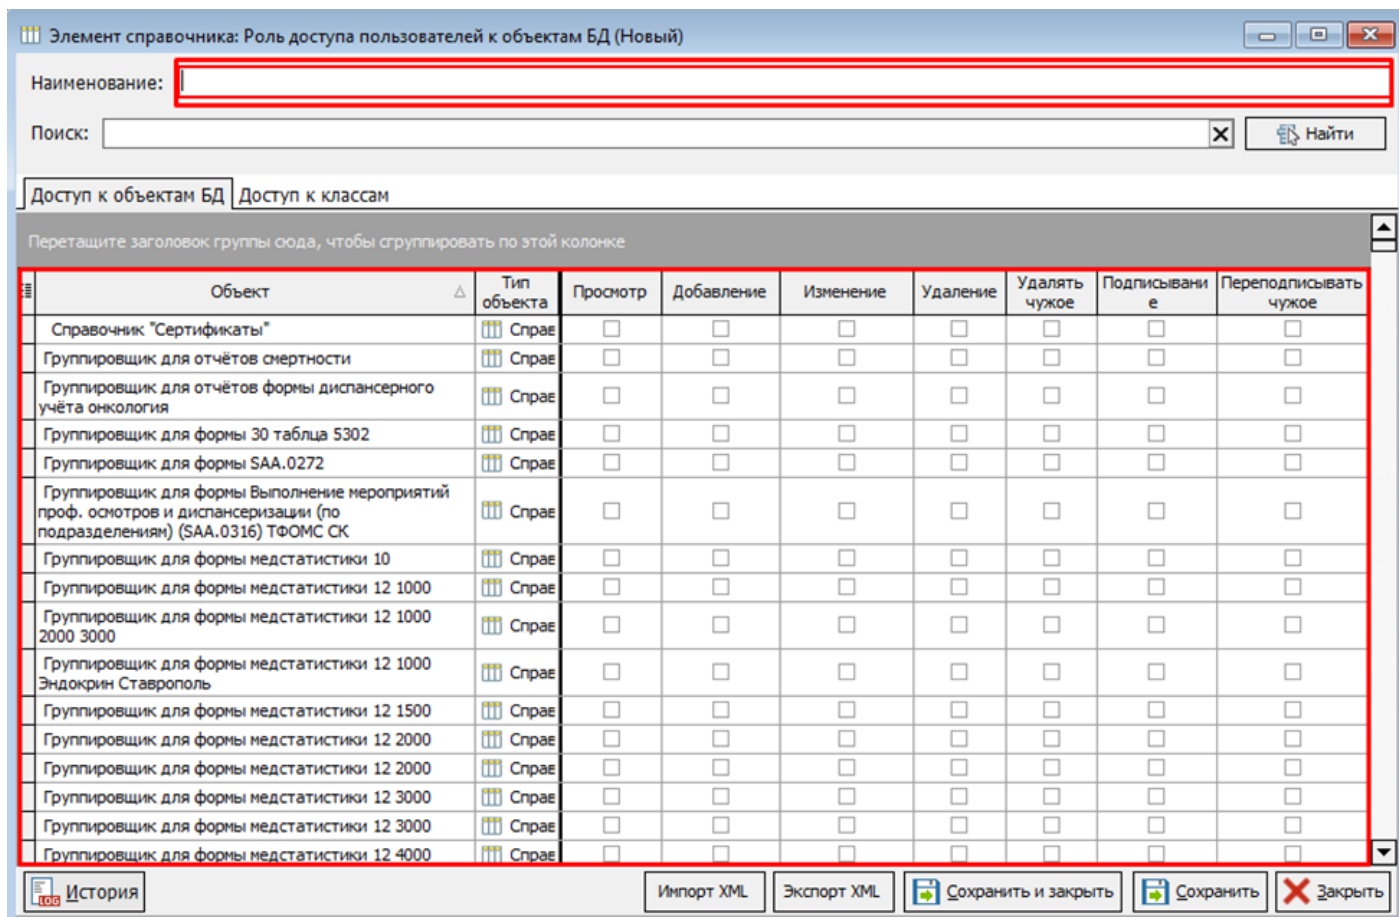 Элемент справочника: Роль доступа пользователей к объектам БД (Новый)
Наименование:
Поиск:
Найти
Доступ к объектам БД Доступ к классам
Перетащите заголовок группы сюда, чтобы сгруппировать по этой колонке
Объект Тип объекта Просмотр Добавление Изменение Удаление Удалять чужое Подписывание Переподписывать чужое
Справочник "Сертификаты" Справ
Группировщик для отчётов смертности Справ
Группировщик для отчётов формы диспансерного
учёта онкология Справ
Группировщик для формы 30 таблца 5302 Справ
Группировщик для формы SAA.0272 Справ
Группировщик для формы Выполнение мероприятий
проф. осмотров и диспансеризации (по Справ
подразделениям) (SAA.0316) ТФОМС СК
Группировщик для формы медстатистики 10 Справ
Группировщик для формы медстатистики 12 1000 Справ
Группировщик для формы медстатистики 12 1000
2000 3000 Справ
Группировщик для формы медстатистики 12 1000
Эндокрин Ставрополь Справ
Группировщик для формы медстатистики 12 1500 Справ
Группировщик для формы медстатистики 12 2000 Справ
Группировщик для формы медстатистики 12 2000 Справ
Группировщик для формы медстатистики 12 3000 Справ
Группировщик для формы медстатистики 12 3000 Справ
Группировщик для формы медстатистики 12 4000 Справ
LOG История Импорт XML Экспорт XML Сохранить и закрыть Сохранить Закрыть